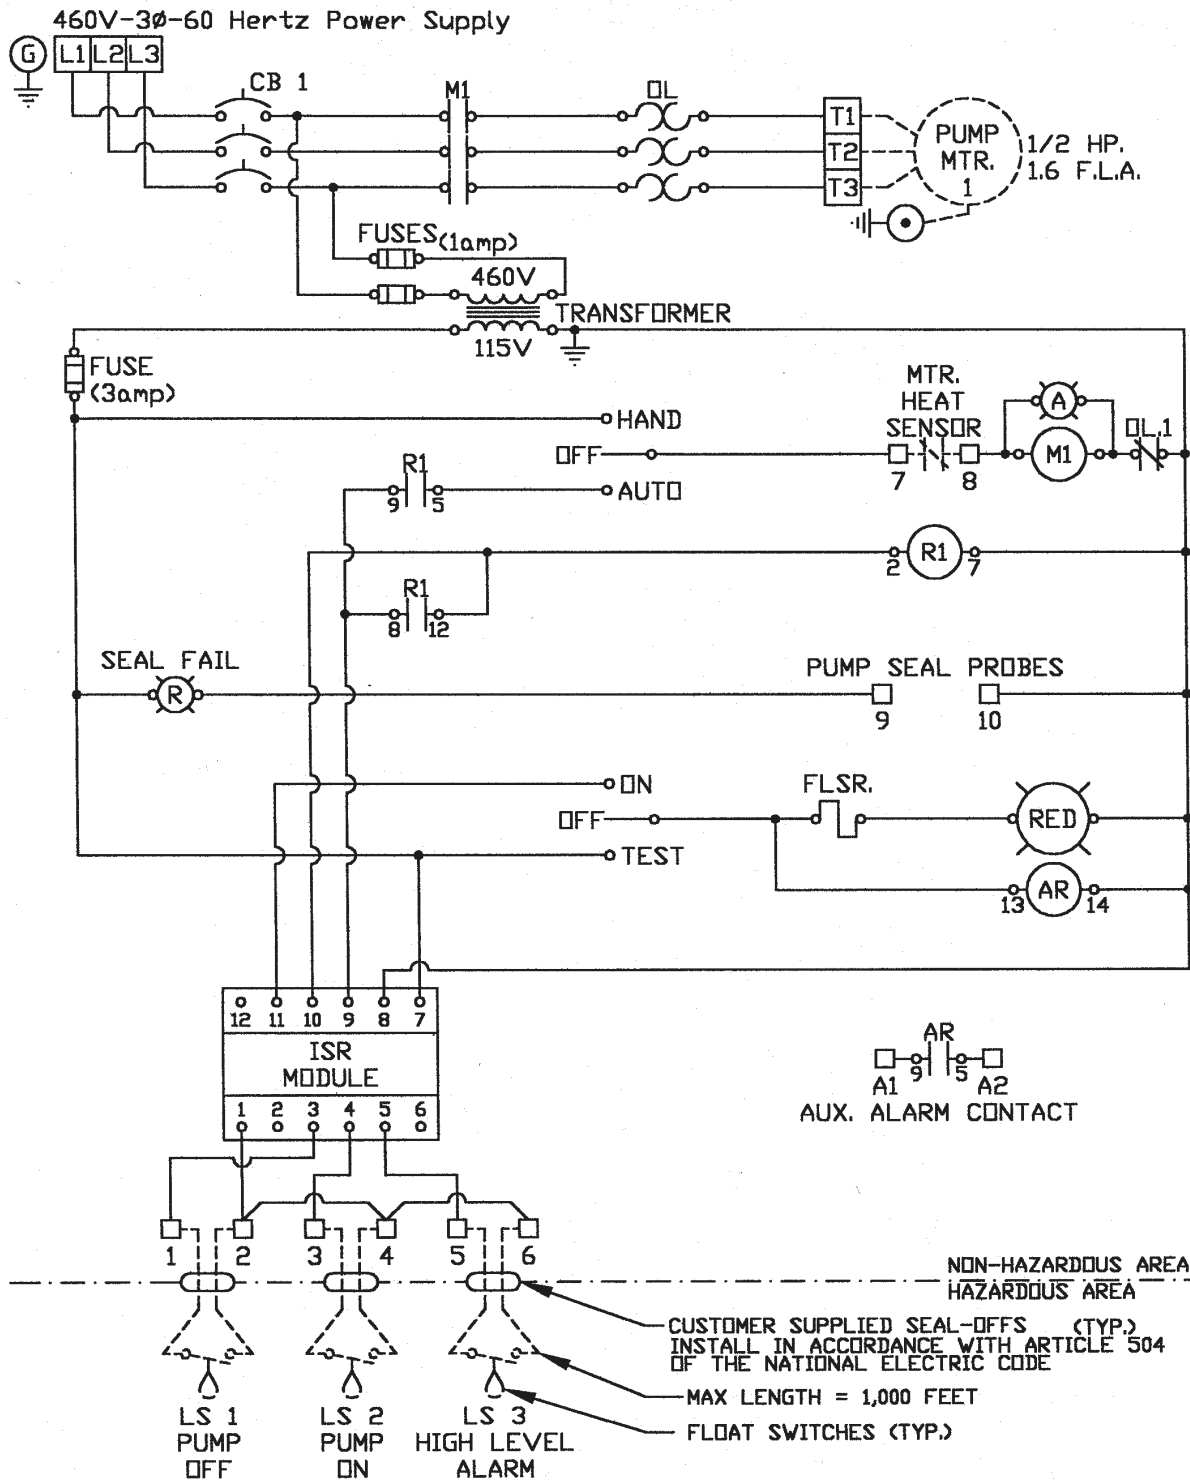 460V-3Ø-60 Hertz Power Supply
G L1 L2 L3
CB 1
M1
OL
T1
T2
T3
PUMP
MTR.
1
1/2 HP.
1.6 F.L.A.
FUSES (1amp)
460V
TRANSFORMER
115V
FUSE
(3amp)
HAND
OFF
AUTO
R1
9 5
MTR.
HEAT
SENSOR
7 8
A
M1
OL.1
R1
2 7
R1
8 12
SEAL FAIL
R
PUMP SEAL PROBES
9 10
ON
OFF
TEST
FLSR.
RED
AR
13 14
12 11 10 9 8 7
ISR
MODULE
1 2 3 4 5 6
AR
A1 9 5 A2
AUX. ALARM CONTACT
1 2 3 4 5 6
NON-HAZARDOUS AREA
HAZARDOUS AREA
CUSTOMER SUPPLIED SEAL-OFFS (TYP.)
INSTALL IN ACCORDANCE WITH ARTICLE 504
OF THE NATIONAL ELECTRIC CODE
MAX LENGTH = 1,000 FEET
FLOAT SWITCHES (TYP.)
LS 1
PUMP
OFF
LS 2
PUMP
ON
LS 3
HIGH LEVEL
ALARM